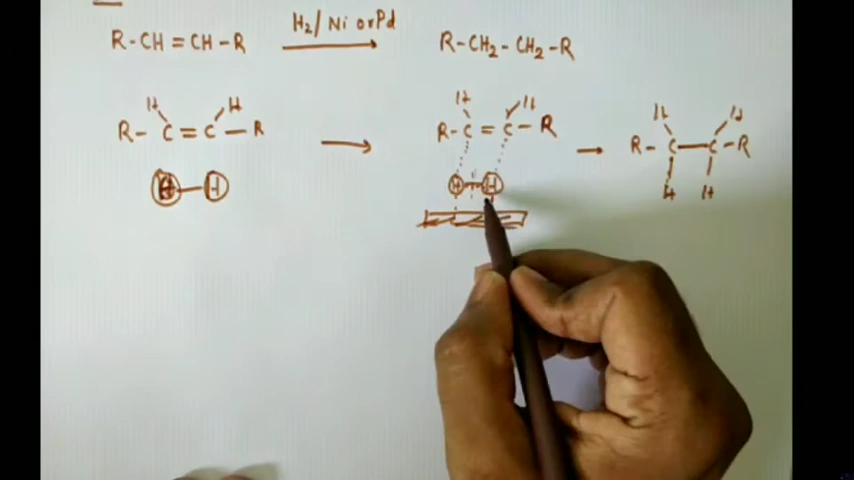 R-CH=CH-R H₂/Ni or Pd R-CH₂-CH₂-R
H H H H H H
R-C=C-R R-C=C-R R-C-C-R
H-H H-H H H